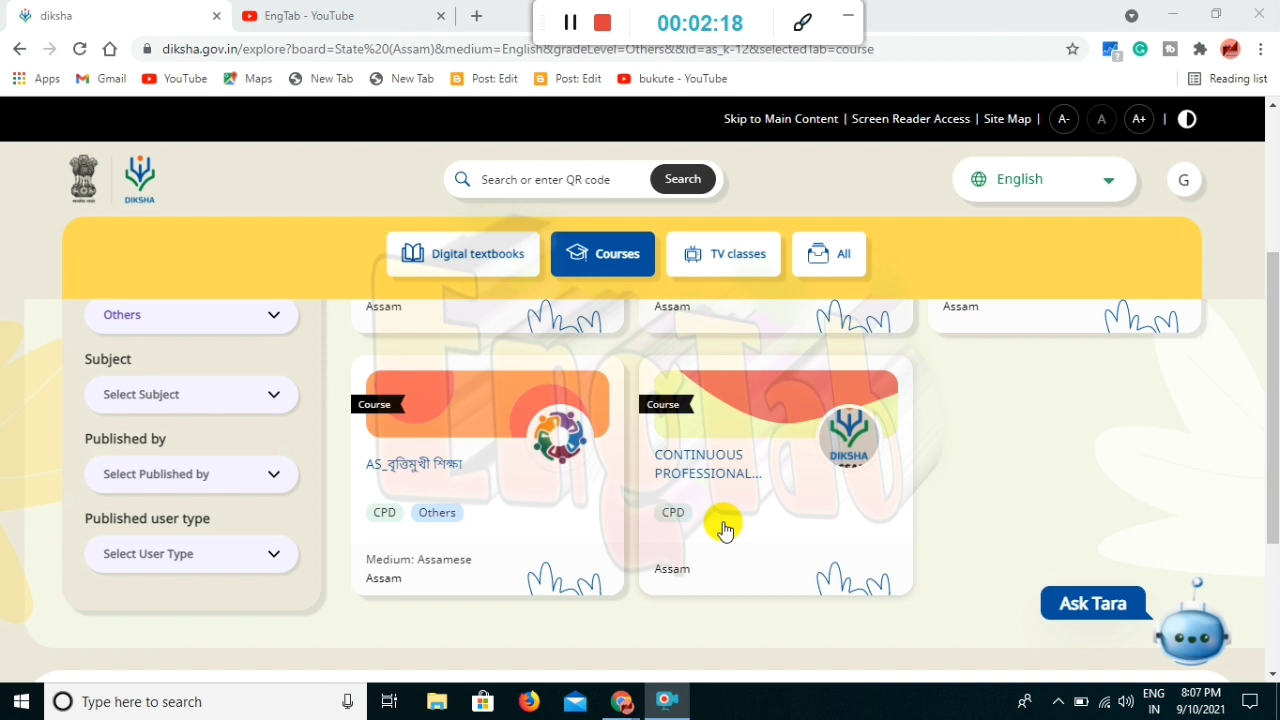 diksha
EngTab - YouTube
00:02:18
diksha.gov.in/explore?board=State%20(Assam)&medium=English&gradeLevel=Others&&id=as_k-12&selectedTab=course
Apps
Gmail
YouTube
Maps
New Tab
New Tab
Post: Edit
Post: Edit
bukute - YouTube
Reading list
Skip to Main Content | Screen Reader Access | Site Map |
A-
A
A+
|
DIKSHA
Search or enter QR code
Search
English
G
Digital textbooks
Courses
TV classes
All
Others
Assam
Assam
Assam
Subject
Select Subject
Published by
Select Published by
Published user type
Select User Type
Course
AS_বৃত্তিমুখী শিক্ষা
CPD
Others
Medium: Assamese
Assam
Course
DIKSHA
CONTINUOUS
PROFESSIONAL...
CPD
Assam
EngTab
Ask Tara
Type here to search
ENG
IN
8:07 PM
9/10/2021